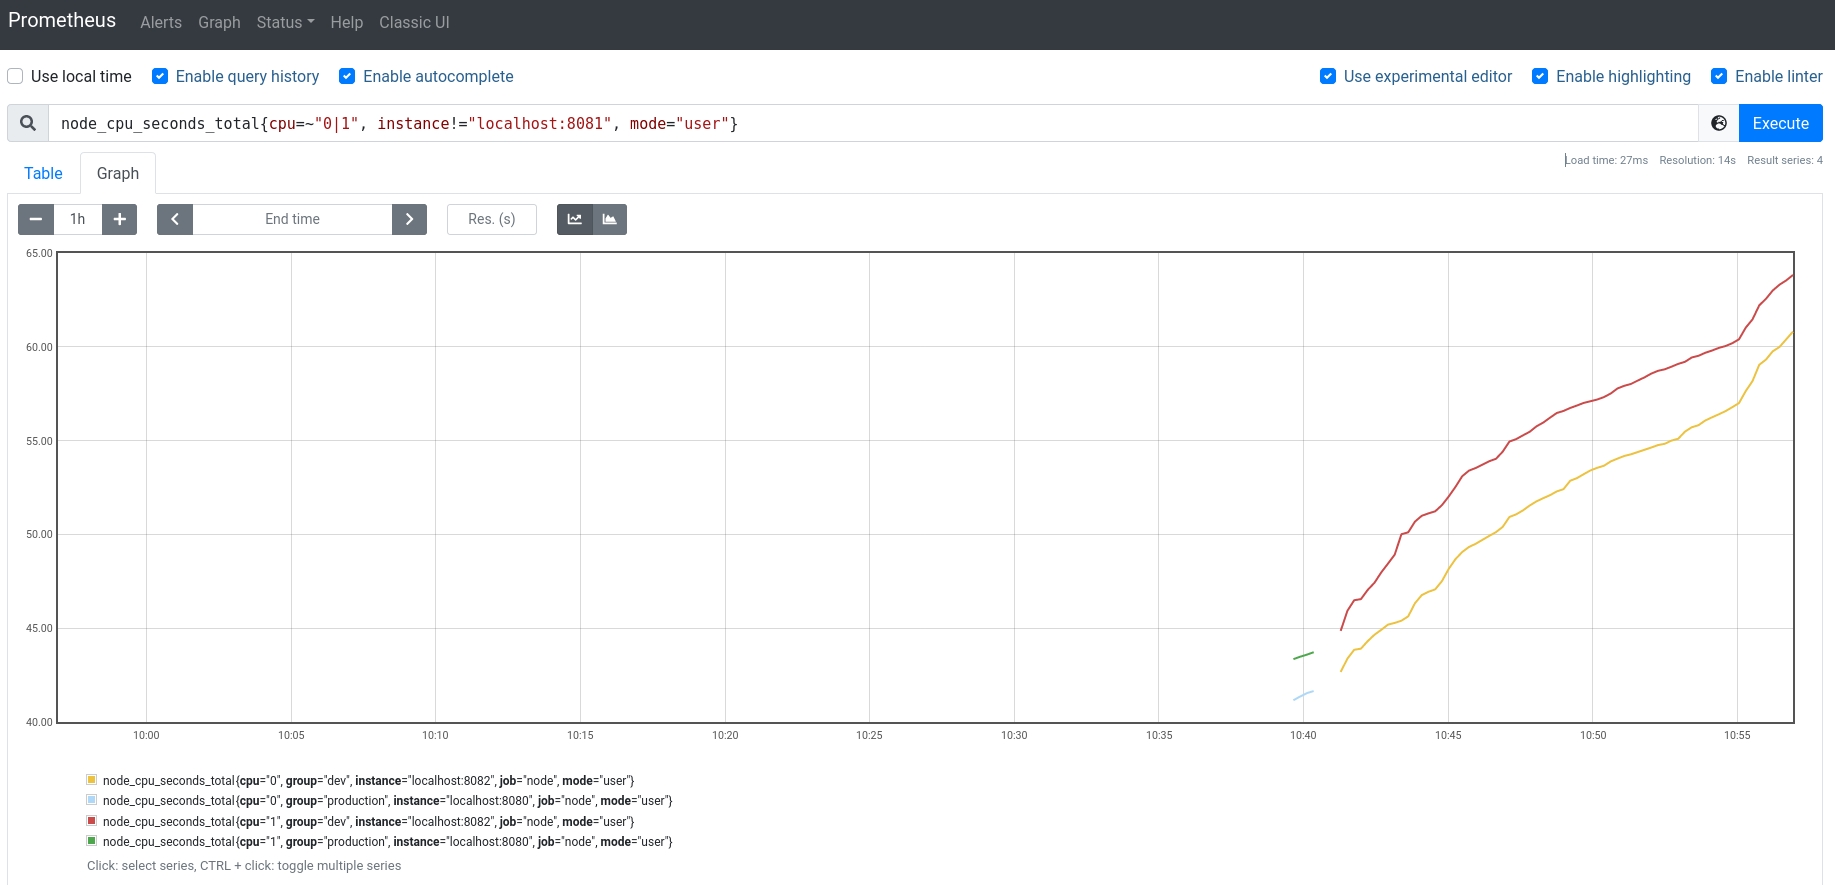 Prometheus Alerts Graph Status Help Classic UI
Use local time Enable query history Enable autocomplete Use experimental editor Enable highlighting Enable linter
node_cpu_seconds_total{cpu=~"0|1", instance!="localhost:8081", mode="user"} Execute
Load time: 27ms Resolution: 14s Result series: 4
Table Graph
1h End time Res. (s)
65.00
60.00
55.00
50.00
45.00
40.00
10:00 10:05 10:10 10:15 10:20 10:25 10:30 10:35 10:40 10:45 10:50 10:55
node_cpu_seconds_total{cpu="0", group="dev", instance="localhost:8082", job="node", mode="user"}
node_cpu_seconds_total{cpu="0", group="production", instance="localhost:8080", job="node", mode="user"}
node_cpu_seconds_total{cpu="1", group="dev", instance="localhost:8082", job="node", mode="user"}
node_cpu_seconds_total{cpu="1", group="production", instance="localhost:8080", job="node", mode="user"}
Click: select series, CTRL + click: toggle multiple series